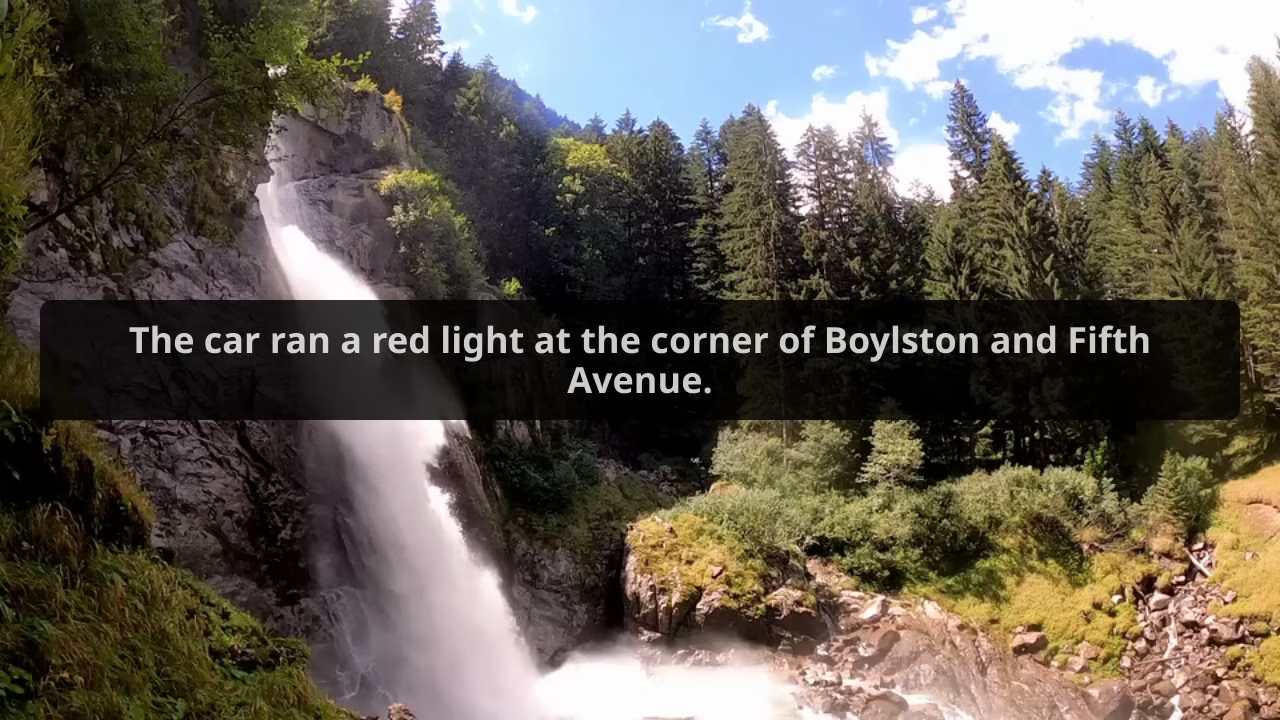 The car ran a red light at the corner of Boylston and Fifth
Avenue.